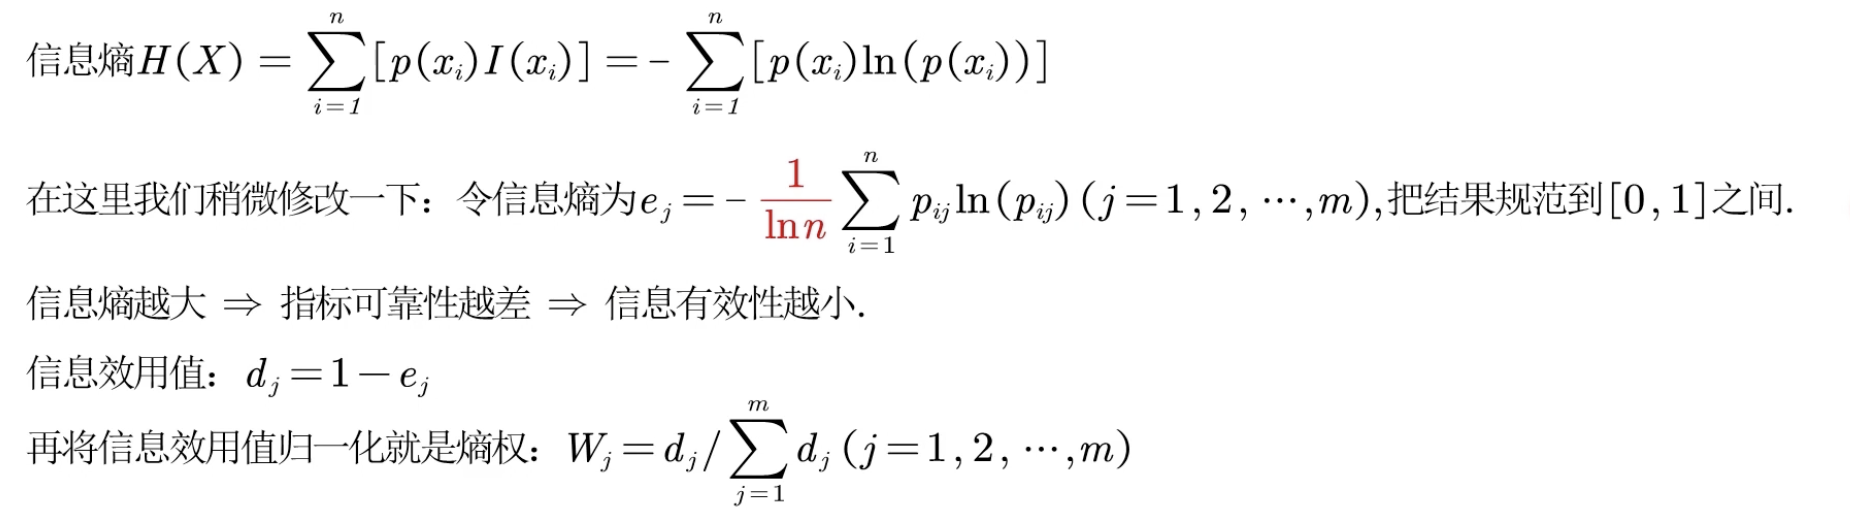 信息熵H(X) = ∑_{i=1}^{n}[p(x_i)I(x_i)] = - ∑_{i=1}^{n}[p(x_i)ln(p(x_i))]
在这里我们稍微修改一下：令信息熵为e_j = - \frac{1}{ln n} ∑_{i=1}^{n} p_{ij}ln(p_{ij}) (j=1,2,⋯,m),把结果规范到[0,1]之间.
信息熵越大 ⇒ 指标可靠性越差 ⇒ 信息有效性越小.
信息效用值：d_j = 1 - e_j
再将信息效用值归一化就是熵权：W_j = d_j / ∑_{j=1}^{m} d_j (j=1,2,⋯,m)